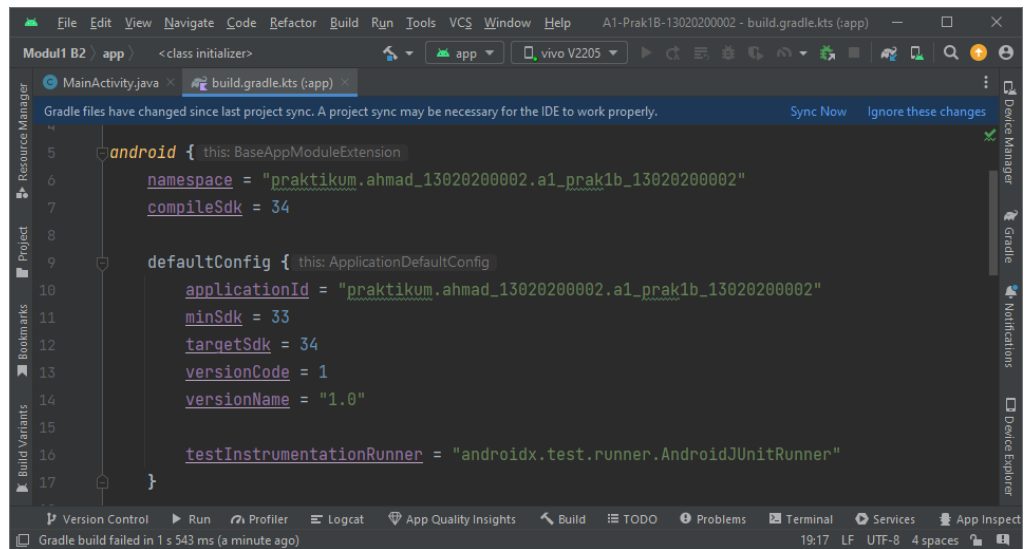 File Edit View Navigate Code Refactor Build Run Tools VCS Window Help A1-Prak1B-13020200002 - build.gradle.kts (:app)
Modul1 B2 app <class initializer> app vivo V2205
MainActivity.java build.gradle.kts (:app)
Gradle files have changed since last project sync. A project sync may be necessary for the IDE to work properly. Sync Now Ignore these changes
4
5 android { this: BaseAppModuleExtension
6 namespace = "praktikum.ahmad_13020200002.a1_prak1b_13020200002"
7 compileSdk = 34
8
9 defaultConfig { this: ApplicationDefaultConfig
10 applicationId = "praktikum.ahmad_13020200002.a1_prak1b_13020200002"
11 minSdk = 33
12 targetSdk = 34
13 versionCode = 1
14 versionName = "1.0"
15
16 testInstrumentationRunner = "androidx.test.runner.AndroidJUnitRunner"
17 }
Resource Manager
Project
Bookmarks
Build Variants
Device Manager
Gradle
Notifications
Device Explorer
Version Control Run Profiler Logcat App Quality Insights Build TODO Problems Terminal Services App Inspect
Gradle build failed in 1 s 543 ms (a minute ago) 19:17 LF UTF-8 4 spaces